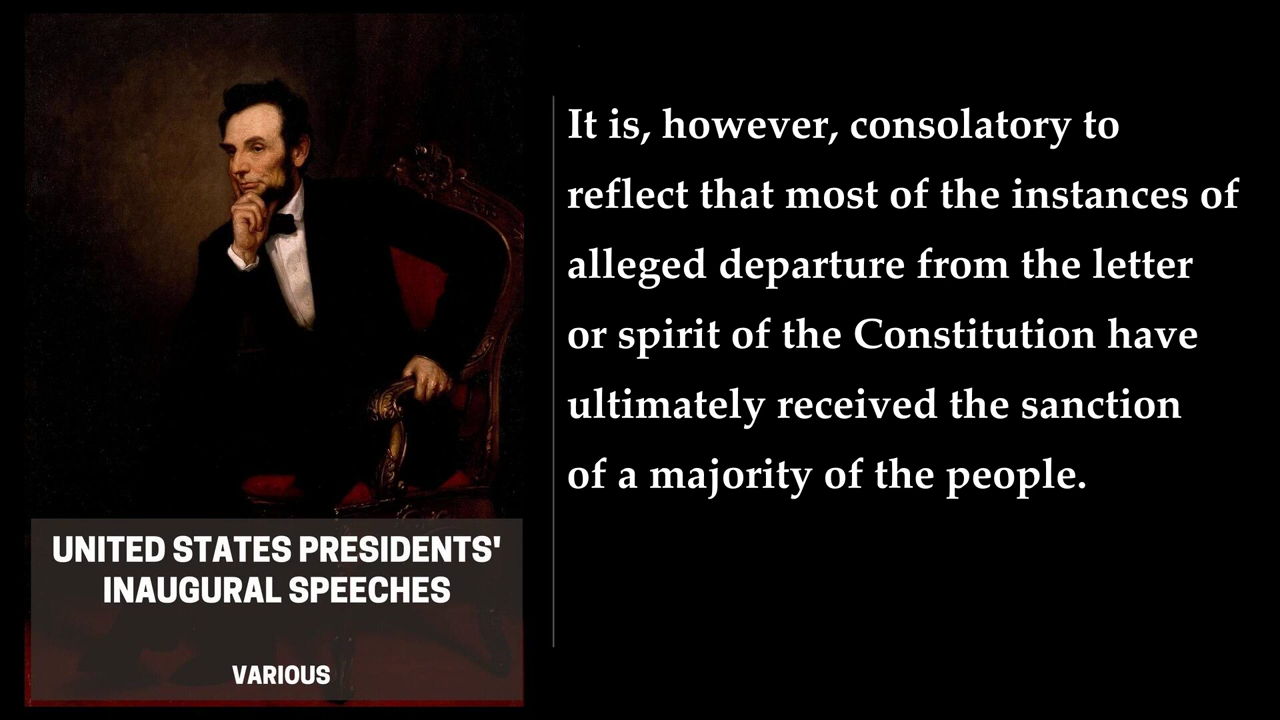 It is, however, consolatory to
reflect that most of the instances of
alleged departure from the letter
or spirit of the Constitution have
ultimately received the sanction
of a majority of the people.
UNITED STATES PRESIDENTS'
INAUGURAL SPEECHES
VARIOUS